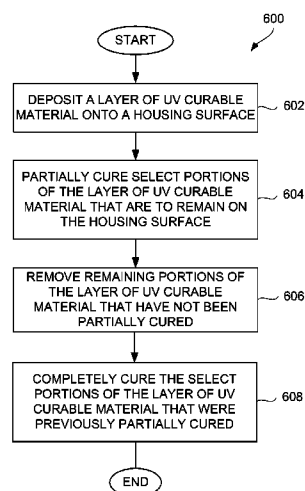 START
600
DEPOSIT A LAYER OF UV CURABLE
MATERIAL ONTO A HOUSING SURFACE
602
PARTIALLY CURE SELECT PORTIONS
OF THE LAYER OF UV CURABLE
MATERIAL THAT ARE TO REMAIN ON
THE HOUSING SURFACE
604
REMOVE REMAINING PORTIONS OF
THE LAYER OF UV CURABLE
MATERIAL THAT HAVE NOT BEEN
PARTIALLY CURED
606
COMPLETELY CURE THE SELECT
PORTIONS OF THE LAYER OF UV
CURABLE MATERIAL THAT WERE
PREVIOUSLY PARTIALLY CURED
608
END